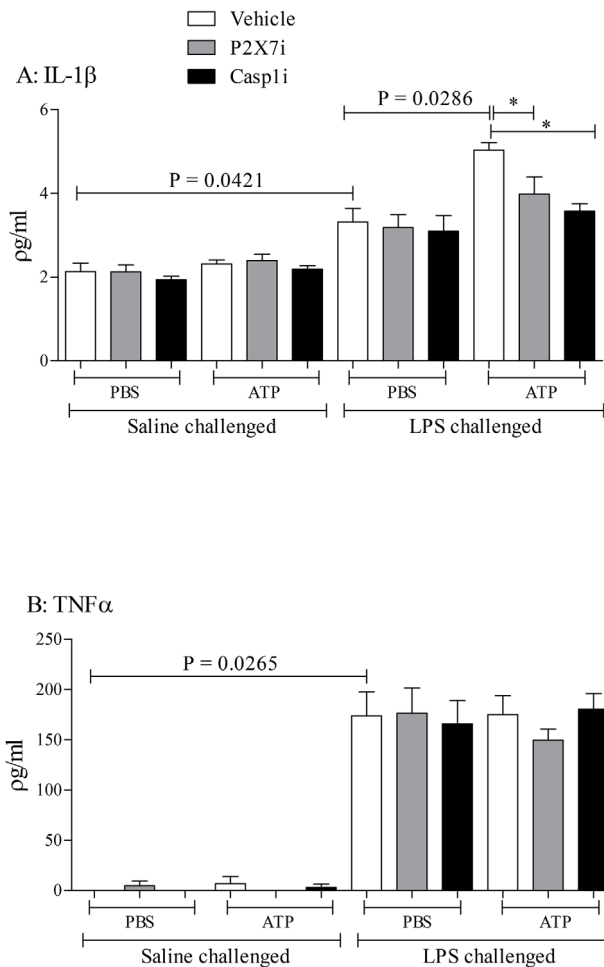 Vehicle
P2X7i
Casp1i
A: IL-1β
P = 0.0286
*
*
P = 0.0421
6
4
2
0
ρg/ml
PBS
ATP
PBS
ATP
Saline challenged
LPS challenged
B: TNFα
P = 0.0265
250
200
150
100
50
0
ρg/ml
PBS
ATP
PBS
ATP
Saline challenged
LPS challenged